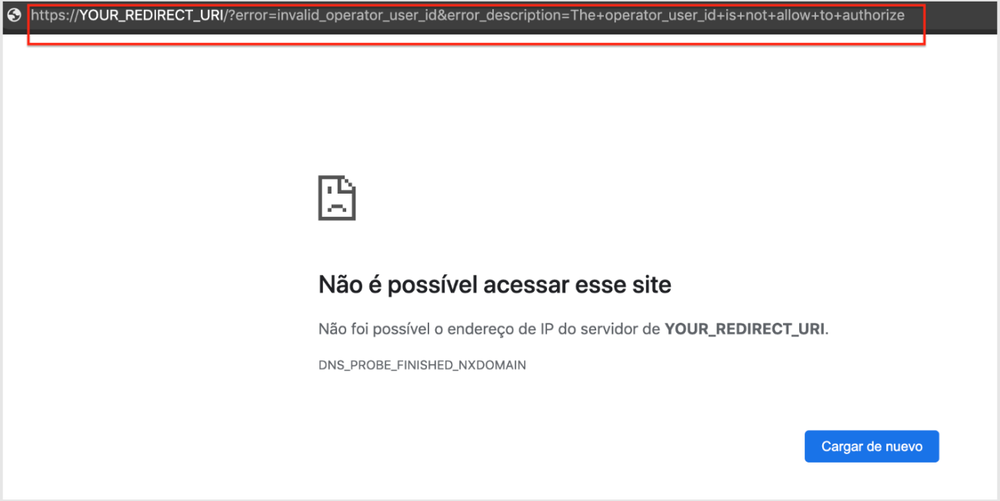 https://YOUR_REDIRECT_URI/?error=invalid_operator_user_id&error_description=The+operator_user_id+is+not+allow+to+authorize
Não é possível acessar esse site
Não foi possível o endereço de IP do servidor de YOUR_REDIRECT_URI.
DNS_PROBE_FINISHED_NXDOMAIN
Cargar de nuevo